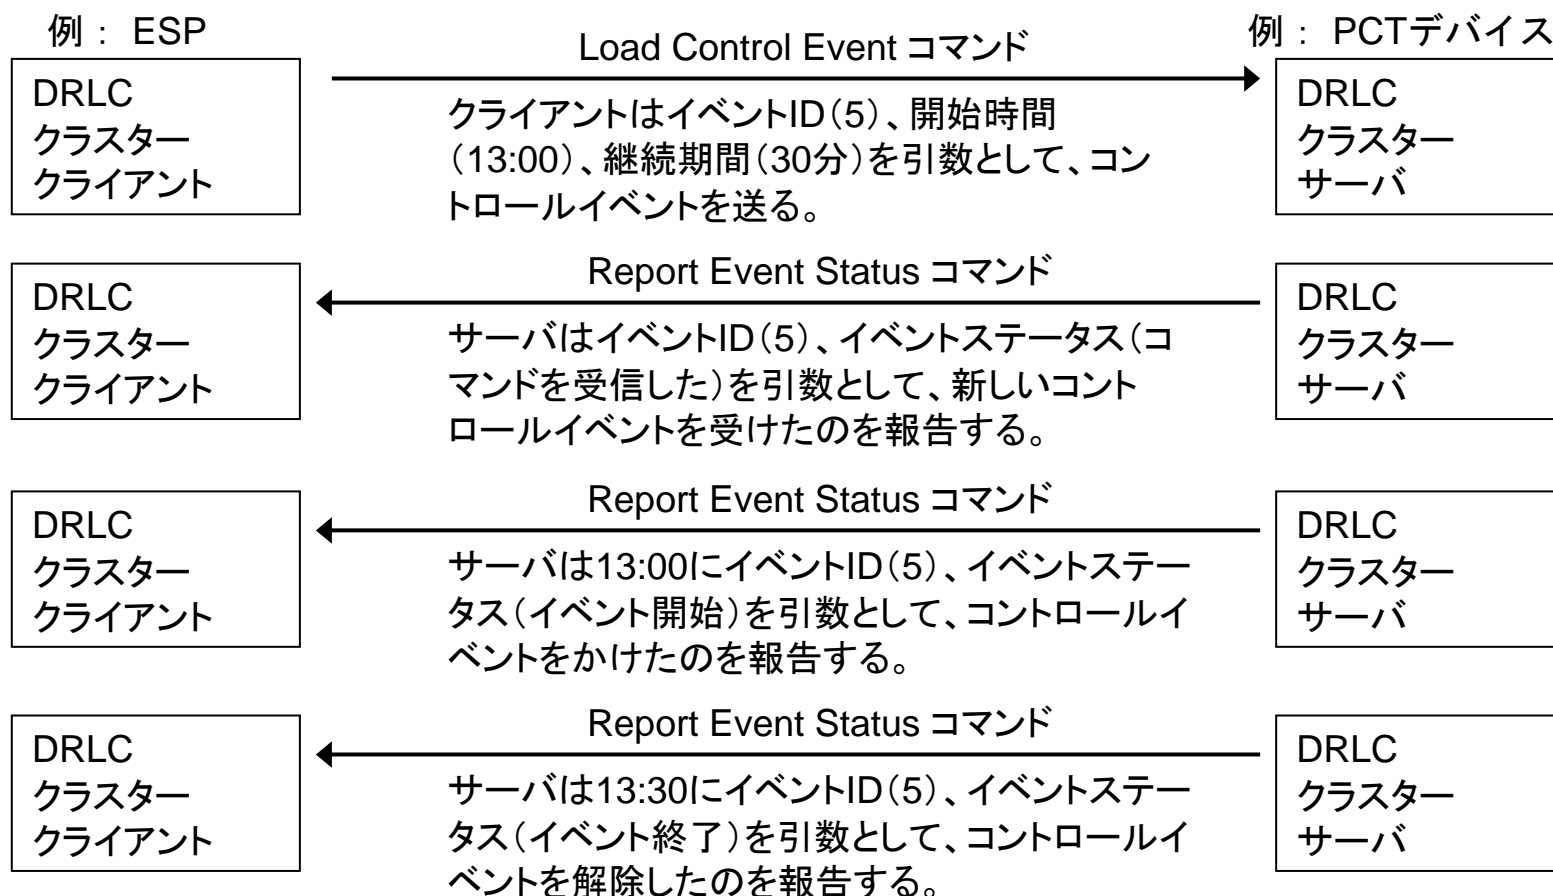 例： ESP
Load Control Event コマンド
例： PCTデバイス
DRLC
クラスター
クライアント
クライアントはイベントID（5）、開始時間
（13:00）、継続期間（30分）を引数として、コン
トロールイベントを送る。
DRLC
クラスター
サーバ
Report Event Status コマンド
DRLC
クラスター
クライアント
サーバはイベントID（5）、イベントステータス（コ
マンドを受信した）を引数として、新しいコント
ロールイベントを受けたのを報告する。
DRLC
クラスター
サーバ
Report Event Status コマンド
DRLC
クラスター
クライアント
サーバは13:00にイベントID（5）、イベントステー
タス（イベント開始）を引数として、コントロールイ
ベントをかけたのを報告する。
DRLC
クラスター
サーバ
Report Event Status コマンド
DRLC
クラスター
クライアント
サーバは13:30にイベントID（5）、イベントステー
タス（イベント終了）を引数として、コントロールイ
ベントを解除したのを報告する。
DRLC
クラスター
サーバ